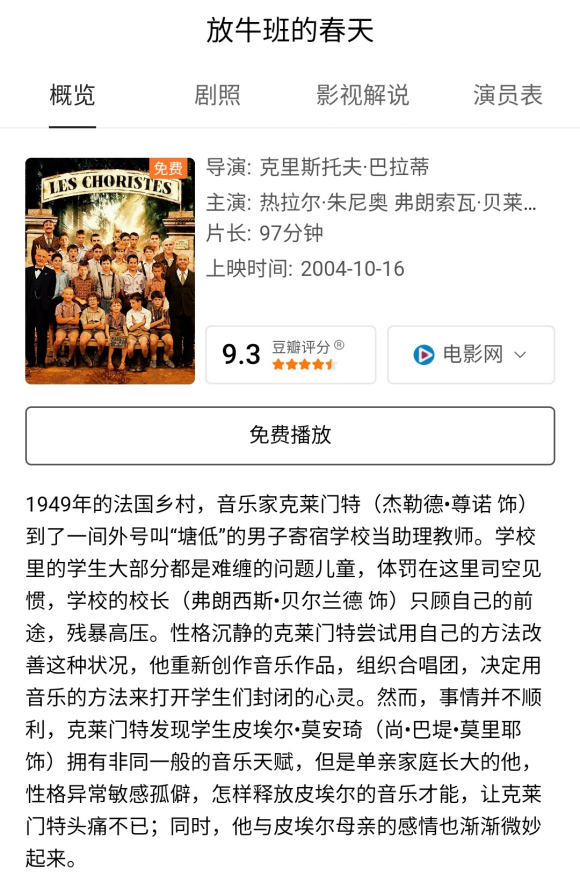 放牛班的春天
概览 剧照 影视解说 演员表
免费
LES CHORISTES
导演: 克里斯托夫·巴拉蒂
主演: 热拉尔·朱尼奥 弗朗索瓦·贝莱...
片长: 97分钟
上映时间: 2004-10-16
9.3 豆瓣评分® 电影网
免费播放
1949年的法国乡村，音乐家克莱门特（杰勒德•尊诺 饰）
到了一间外号叫“塘低”的男子寄宿学校当助理教师。学校
里的学生大部分都是难缠的问题儿童，体罚在这里司空见
惯，学校的校长（弗朗西斯•贝尔兰德 饰）只顾自己的前
途，残暴高压。性格沉静的克莱门特尝试用自己的方法改
善这种状况，他重新创作音乐作品，组织合唱团，决定用
音乐的方法来打开学生们封闭的心灵。然而，事情并不顺
利，克莱门特发现学生皮埃尔•莫安琦（尚•巴堤•莫里耶
饰）拥有非同一般的音乐天赋，但是单亲家庭长大的他，
性格异常敏感孤僻，怎样释放皮埃尔的音乐才能，让克莱
门特头痛不已；同时，他与皮埃尔母亲的感情也渐渐微妙
起来。